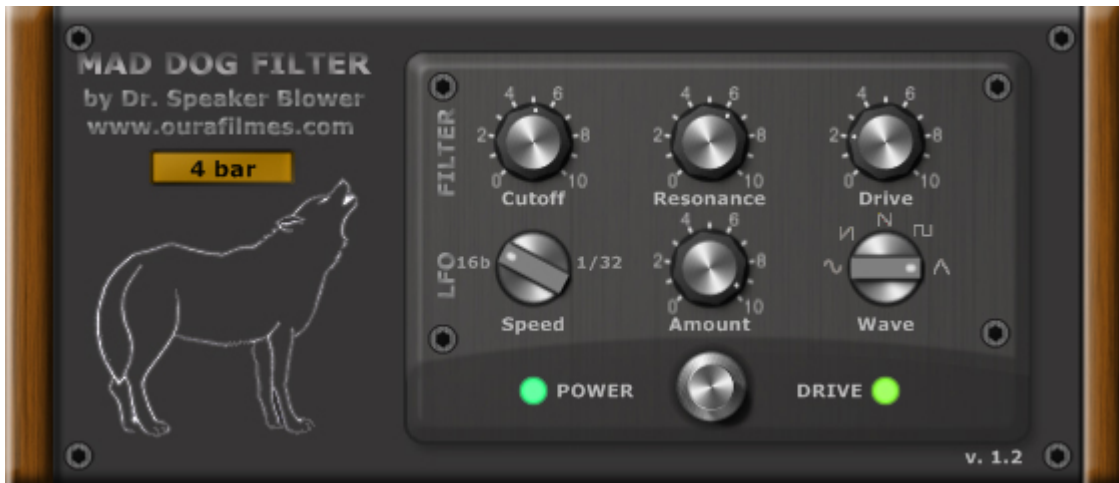 MAD DOG FILTER
by Dr. Speaker Blower
www.ourafilmes.com
4 bar
FILTER
0 2 4 6 8 10
Cutoff
0 2 4 6 8 10
Resonance
0 2 4 6 8 10
Drive
LFO
16b 1/32
Speed
0 2 4 6 8 10
Amount
Wave
POWER
DRIVE
v. 1.2